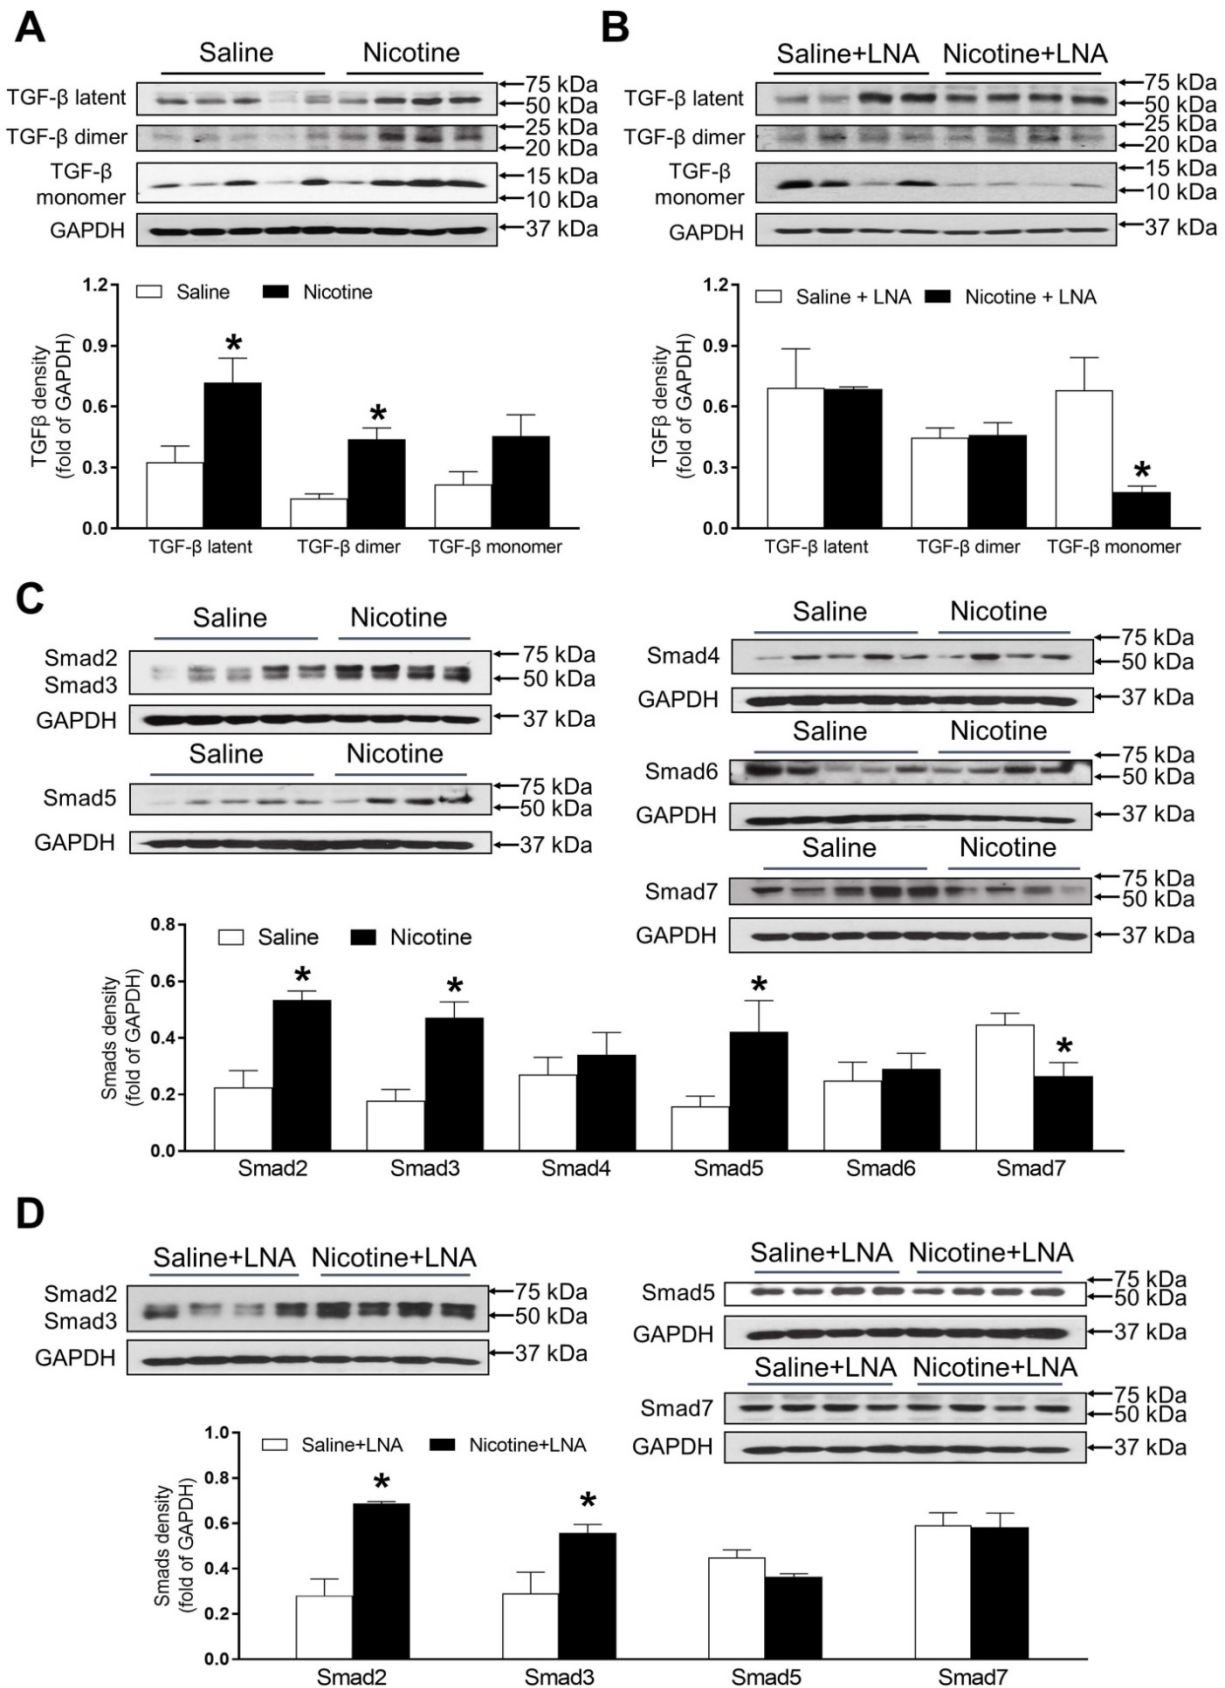 A
Saline Nicotine
TGF-β latent
75 kDa
50 kDa
TGF-β dimer
25 kDa
20 kDa
TGF-β
monomer
15 kDa
10 kDa
GAPDH
37 kDa
1.2
0.9
0.6
0.3
0.0
TGFβ density
(fold of GAPDH)
Saline Nicotine
* *
TGF-β latent TGF-β dimer TGF-β monomer
B
Saline+LNA Nicotine+LNA
TGF-β latent
75 kDa
50 kDa
TGF-β dimer
25 kDa
20 kDa
TGF-β
monomer
15 kDa
10 kDa
GAPDH
37 kDa
1.2
0.9
0.6
0.3
0.0
TGFβ density
(fold of GAPDH)
Saline + LNA Nicotine + LNA
*
TGF-β latent TGF-β dimer TGF-β monomer
C
Saline Nicotine
Smad2
Smad3
75 kDa
50 kDa
GAPDH
37 kDa
Saline Nicotine
Smad5
75 kDa
50 kDa
GAPDH
37 kDa
Saline Nicotine
Smad4
75 kDa
50 kDa
GAPDH
37 kDa
Saline Nicotine
Smad6
75 kDa
50 kDa
GAPDH
37 kDa
Saline Nicotine
Smad7
75 kDa
50 kDa
GAPDH
37 kDa
0.8
0.6
0.4
0.2
0.0
Smads density
(fold of GAPDH)
Saline Nicotine
* * * *
Smad2 Smad3 Smad4 Smad5 Smad6 Smad7
D
Saline+LNA Nicotine+LNA
Smad2
Smad3
75 kDa
50 kDa
GAPDH
37 kDa
Saline+LNA Nicotine+LNA
Smad5
75 kDa
50 kDa
GAPDH
37 kDa
Saline+LNA Nicotine+LNA
Smad7
75 kDa
50 kDa
GAPDH
37 kDa
1.0
0.8
0.6
0.4
0.2
0.0
Smads density
(fold of GAPDH)
Saline+LNA Nicotine+LNA
* *
Smad2 Smad3 Smad5 Smad7